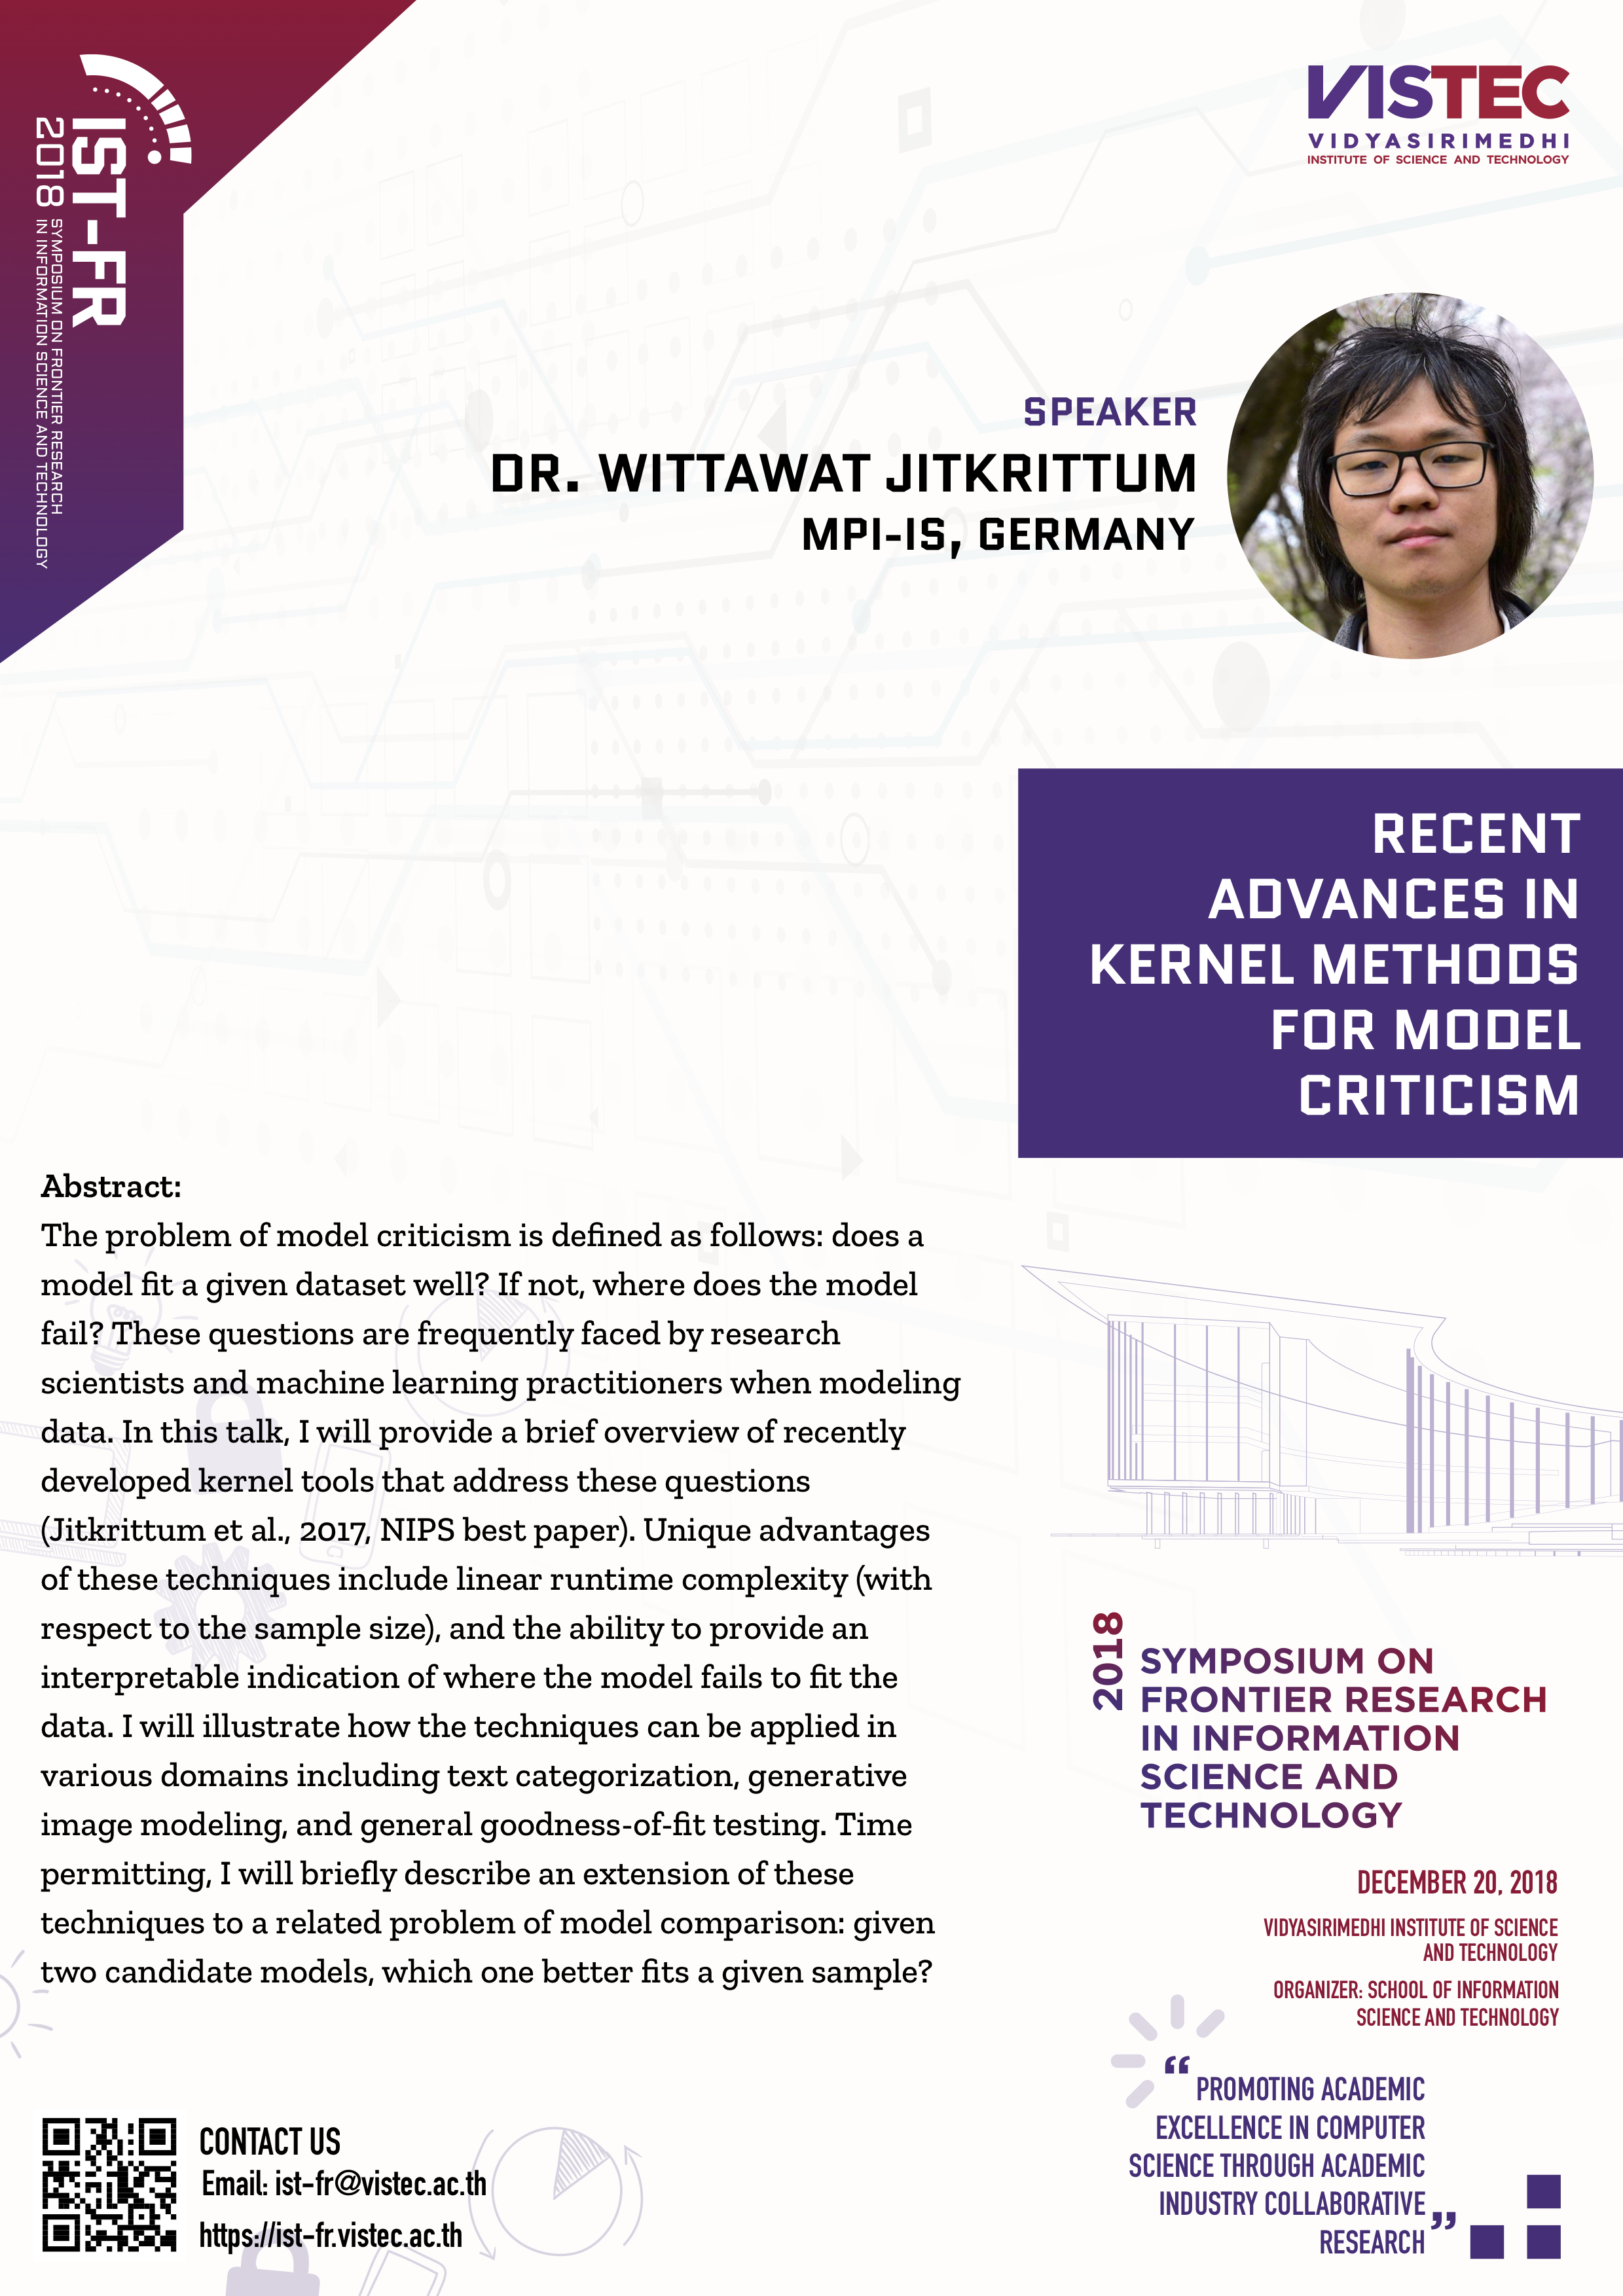 IST-FR
2018
SYMPOSIUM ON FRONTIER RESEARCH
IN INFORMATION SCIENCE AND TECHNOLOGY
VISTEC
VIDYASIRIMEDHI
INSTITUTE OF SCIENCE AND TECHNOLOGY
SPEAKER
DR. WITTAWAT JITKRITTUM
MPI-IS, GERMANY
RECENT
ADVANCES IN
KERNEL METHODS
FOR MODEL
CRITICISM
Abstract:
The problem of model criticism is defined as follows: does a
model fit a given dataset well? If not, where does the model
fail? These questions are frequently faced by research
scientists and machine learning practitioners when modeling
data. In this talk, I will provide a brief overview of recently
developed kernel tools that address these questions
(Jitkrittum et al., 2017, NIPS best paper). Unique advantages
of these techniques include linear runtime complexity (with
respect to the sample size), and the ability to provide an
interpretable indication of where the model fails to fit the
data. I will illustrate how the techniques can be applied in
various domains including text categorization, generative
image modeling, and general goodness-of-fit testing. Time
permitting, I will briefly describe an extension of these
techniques to a related problem of model comparison: given
two candidate models, which one better fits a given sample?
2018
SYMPOSIUM ON
FRONTIER RESEARCH
IN INFORMATION
SCIENCE AND
TECHNOLOGY
DECEMBER 20, 2018
VIDYASIRIMEDHI INSTITUTE OF SCIENCE
AND TECHNOLOGY
ORGANIZER: SCHOOL OF INFORMATION
SCIENCE AND TECHNOLOGY
“PROMOTING ACADEMIC
EXCELLENCE IN COMPUTER
SCIENCE THROUGH ACADEMIC
INDUSTRY COLLABORATIVE
RESEARCH”
CONTACT US
Email: ist-fr@vistec.ac.th
https://ist-fr.vistec.ac.th